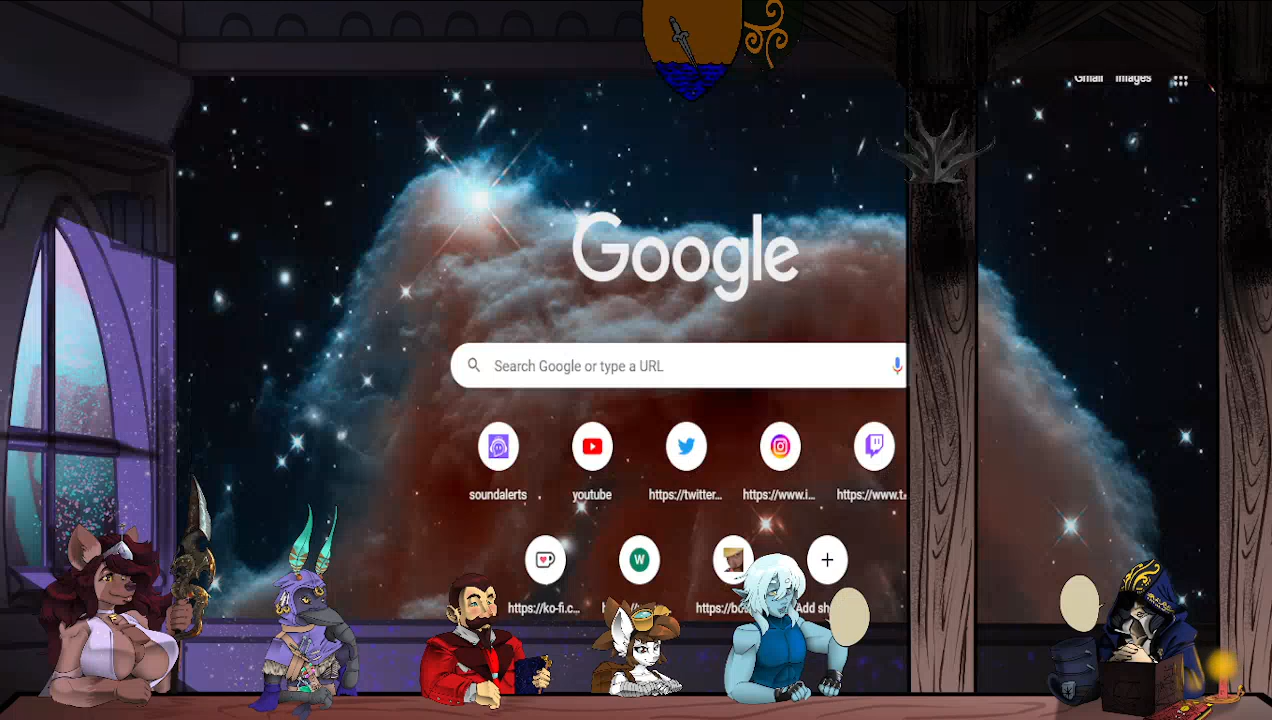 Gmail Images
Google
Search Google or type a URL
soundalerts youtube https://twitter... https://www.i... https://www.t.
W
https://ko-fi.c... https://bo Add sh